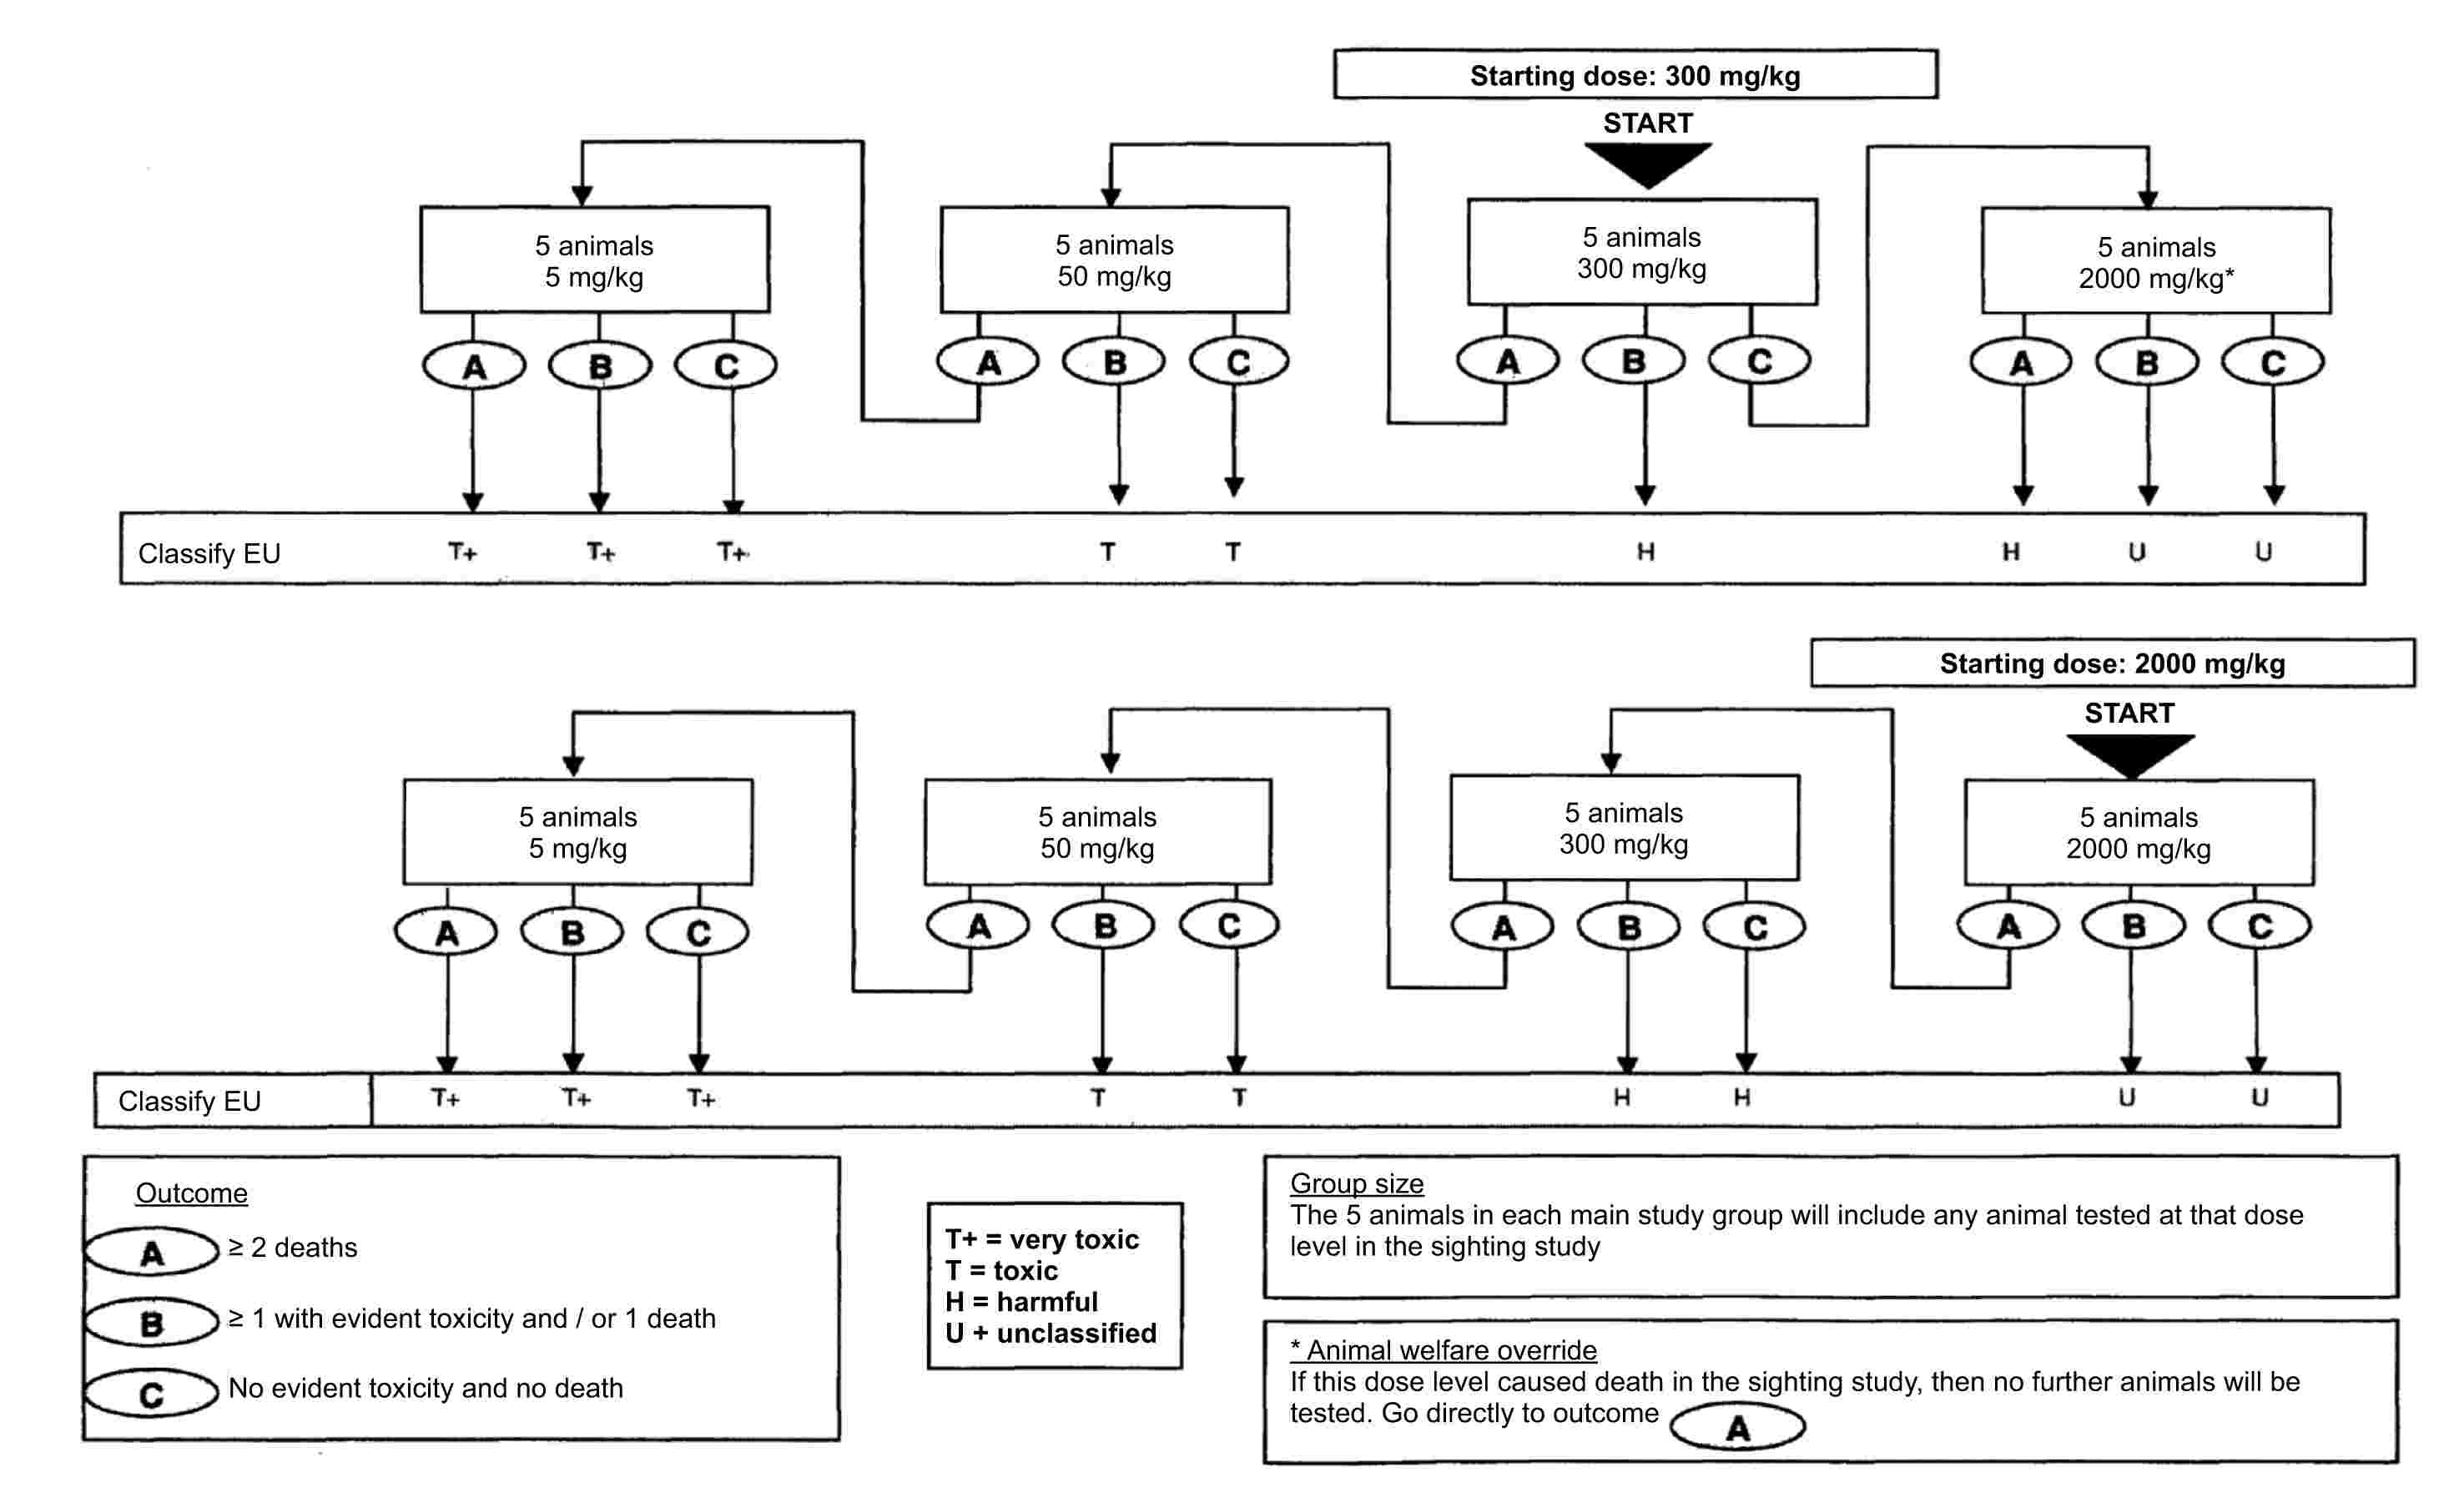 Starting dose: 300 mg/kg
START
5 animals
5 mg/kg
5 animals
50 mg/kg
5 animals
300 mg/kg
5 animals
2000 mg/kg*
A B C
A B C
A B C
A B C
Classify EU T+ T+ T+ T T H H U U
Starting dose: 2000 mg/kg
START
5 animals
5 mg/kg
5 animals
50 mg/kg
5 animals
300 mg/kg
5 animals
2000 mg/kg
A B C
A B C
A B C
A B C
Classify EU T+ T+ T+ T T H H U U
Outcome
A ≥ 2 deaths
B ≥ 1 with evident toxicity and / or 1 death
C No evident toxicity and no death
T+ = very toxic
T = toxic
H = harmful
U + unclassified
Group size
The 5 animals in each main study group will include any animal tested at that dose
level in the sighting study
* Animal welfare override
If this dose level caused death in the sighting study, then no further animals will be
tested. Go directly to outcome A